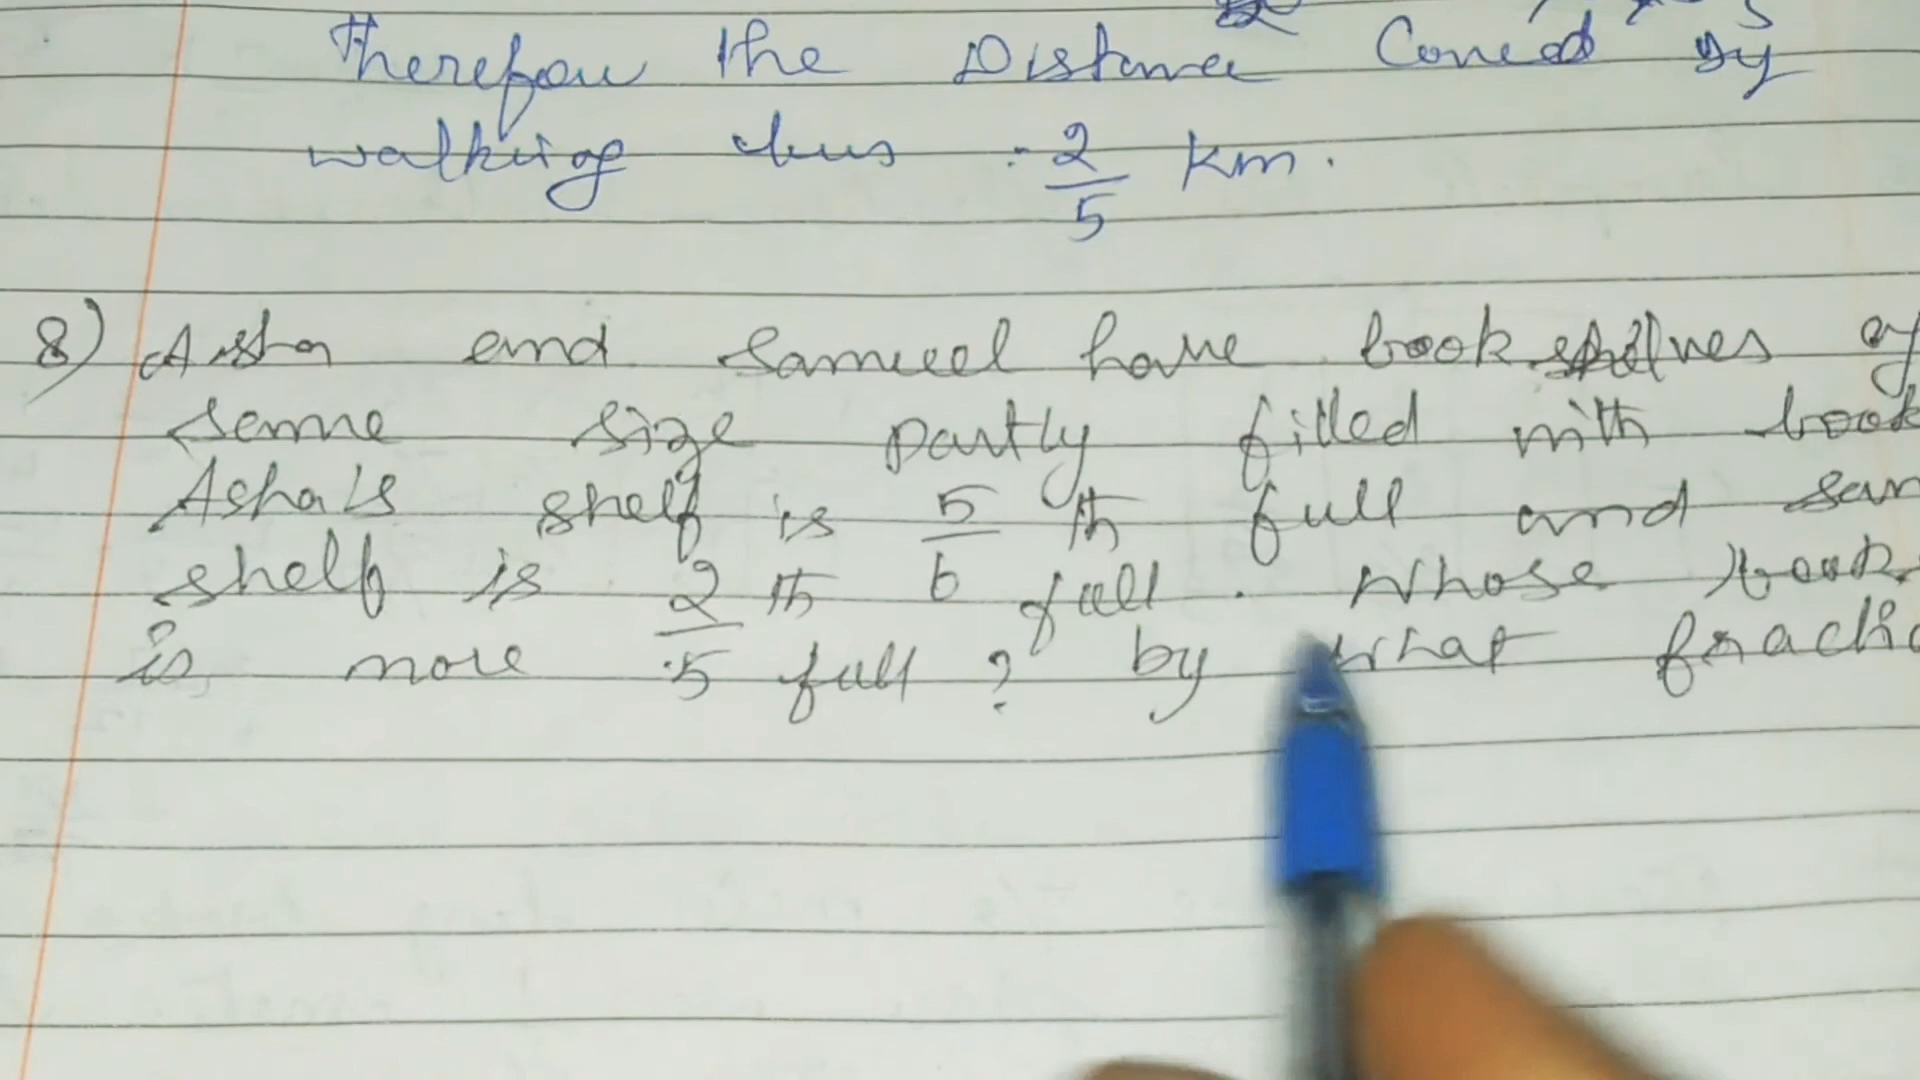 Therefore the Distance Covered by
walking thus = 2/5 Km.
8) Asha and Samuel have book shelves of
same size partly filled with book
Asha's shelf is 5/6 th full and sam
shelf is 2/5 th full. Whose book
is more full? by what fractio